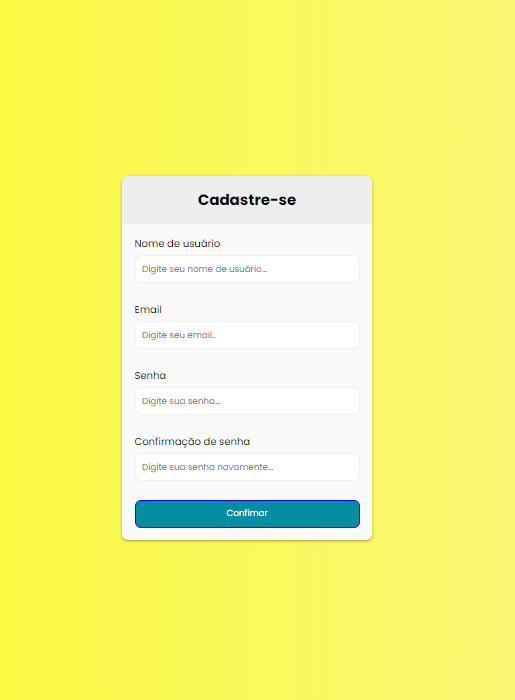 Cadastre-se
Nome de usuário
Digite seu nome de usuário...
Email
Digite seu email..
Senha
Digite sua senha...
Confirmação de senha
Digite sua senha novamente...
Confimar